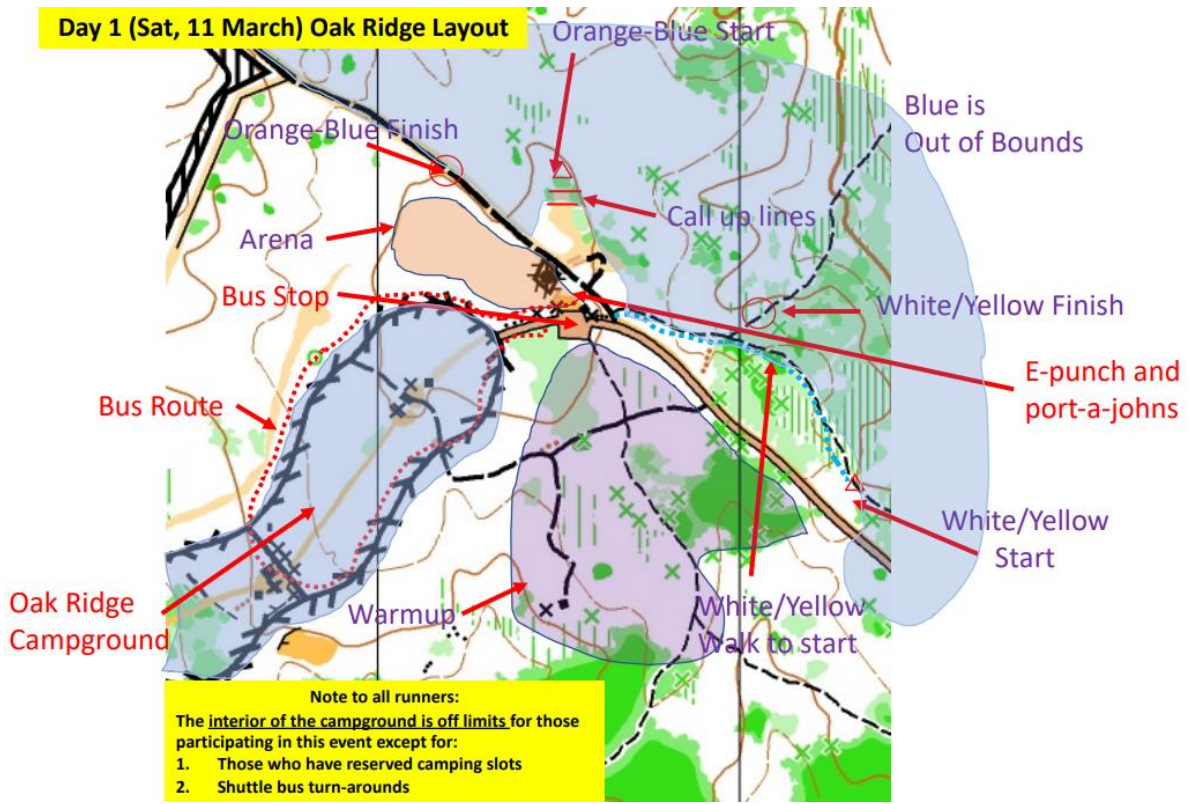 Day 1 (Sat, 11 March) Oak Ridge Layout
Orange-Blue Start
Blue is
Out of Bounds
Orange-Blue Finish
Call up lines
Arena
Bus Stop
White/Yellow Finish
E-punch and
port-a-johns
Bus Route
White/Yellow
Start
Oak Ridge
Campground
Warmup
White/Yellow
Walk to start
Note to all runners:
The interior of the campground is off limits for those
participating in this event except for:
1. Those who have reserved camping slots
2. Shuttle bus turn-arounds